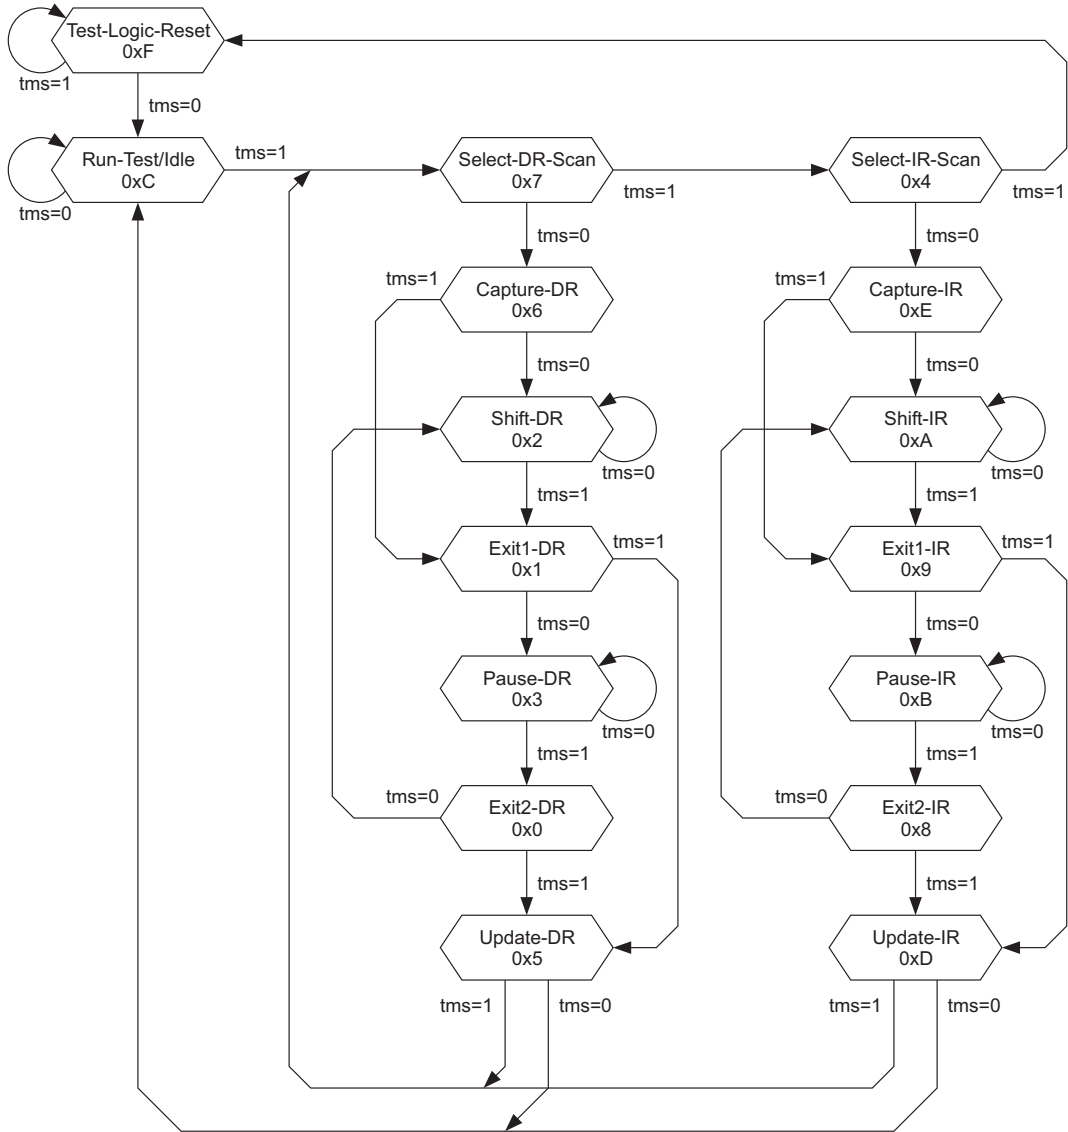 Test-Logic-Reset
0xF
tms=1
tms=0
Run-Test/Idle
0xC
tms=0
tms=1
Select-DR-Scan
0x7
tms=1
Select-IR-Scan
0x4
tms=1
tms=0
tms=0
tms=1
Capture-DR
0x6
tms=1
Capture-IR
0xE
tms=0
tms=0
Shift-DR
0x2
tms=0
Shift-IR
0xA
tms=0
tms=1
tms=1
Exit1-DR
0x1
tms=1
Exit1-IR
0x9
tms=1
tms=0
tms=0
Pause-DR
0x3
tms=0
Pause-IR
0xB
tms=0
tms=1
tms=1
tms=0
Exit2-DR
0x0
tms=0
Exit2-IR
0x8
tms=1
tms=1
Update-DR
0x5
Update-IR
0xD
tms=1
tms=0
tms=1
tms=0